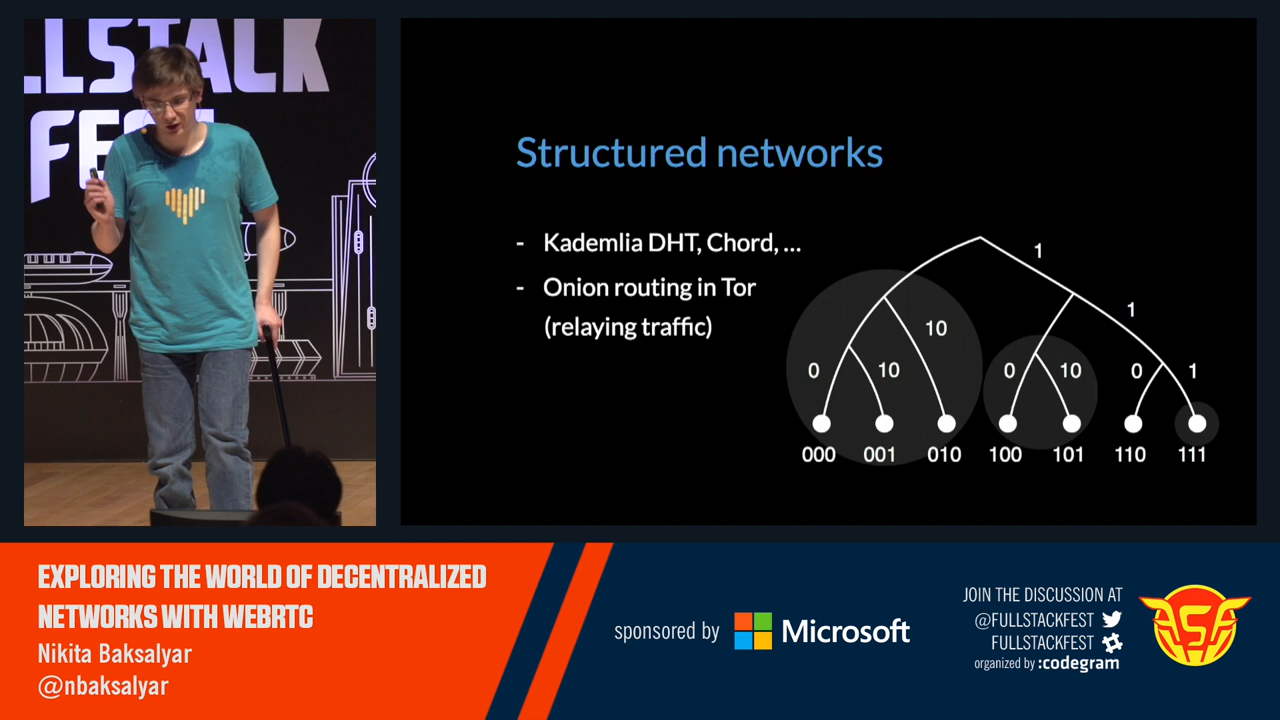 LLSTACK
FEST
Structured networks
- Kademlia DHT, Chord, ...
- Onion routing in Tor
(relaying traffic)
1
1
10
0
10
0
10
0
1
000
001
010
100
101
110
111
EXPLORING THE WORLD OF DECENTRALIZED
NETWORKS WITH WEBRTC
Nikita Baksalyar
@nbaksalyar
sponsored by
Microsoft
JOIN THE DISCUSSION AT
@FULLSTACKFEST
FULLSTACKFEST
organized by :codegram
FSF